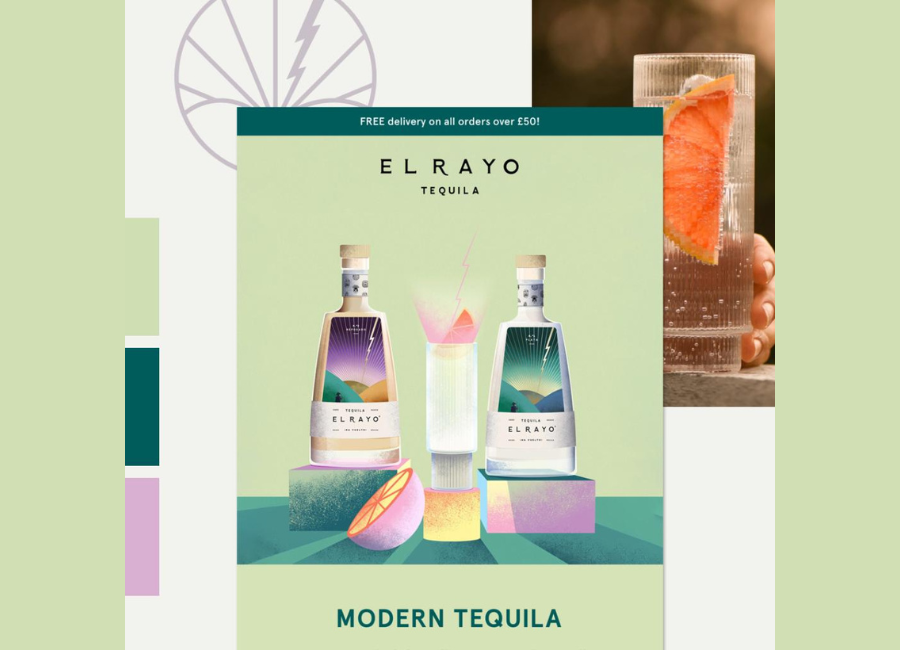 FREE delivery on all orders over £50!
EL RAYO
TEQUILA
TEQUILA
EL RAYO
TEQUILA
EL RAYO
MODERN TEQUILA